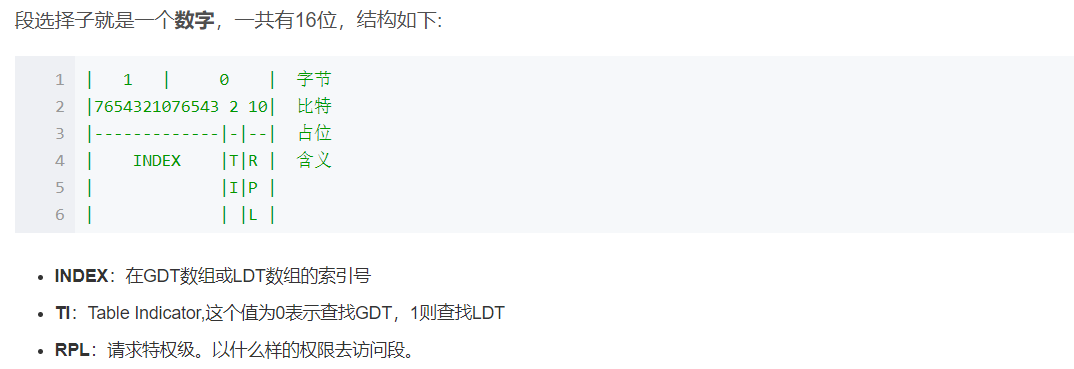 段选择子就是一个数字，一共有16位，结构如下:
1 |   1   |     0    |  字节
2 |7654321076543 2 10|  比特
3 |-------------|-|--|  占位
4 |    INDEX    |T|R |  含义
5 |             |I|P |
6 |             | |L |
• INDEX：在GDT数组或LDT数组的索引号
• TI：Table Indicator,这个值为0表示查找GDT，1则查找LDT
• RPL：请求特权级。以什么样的权限去访问段。